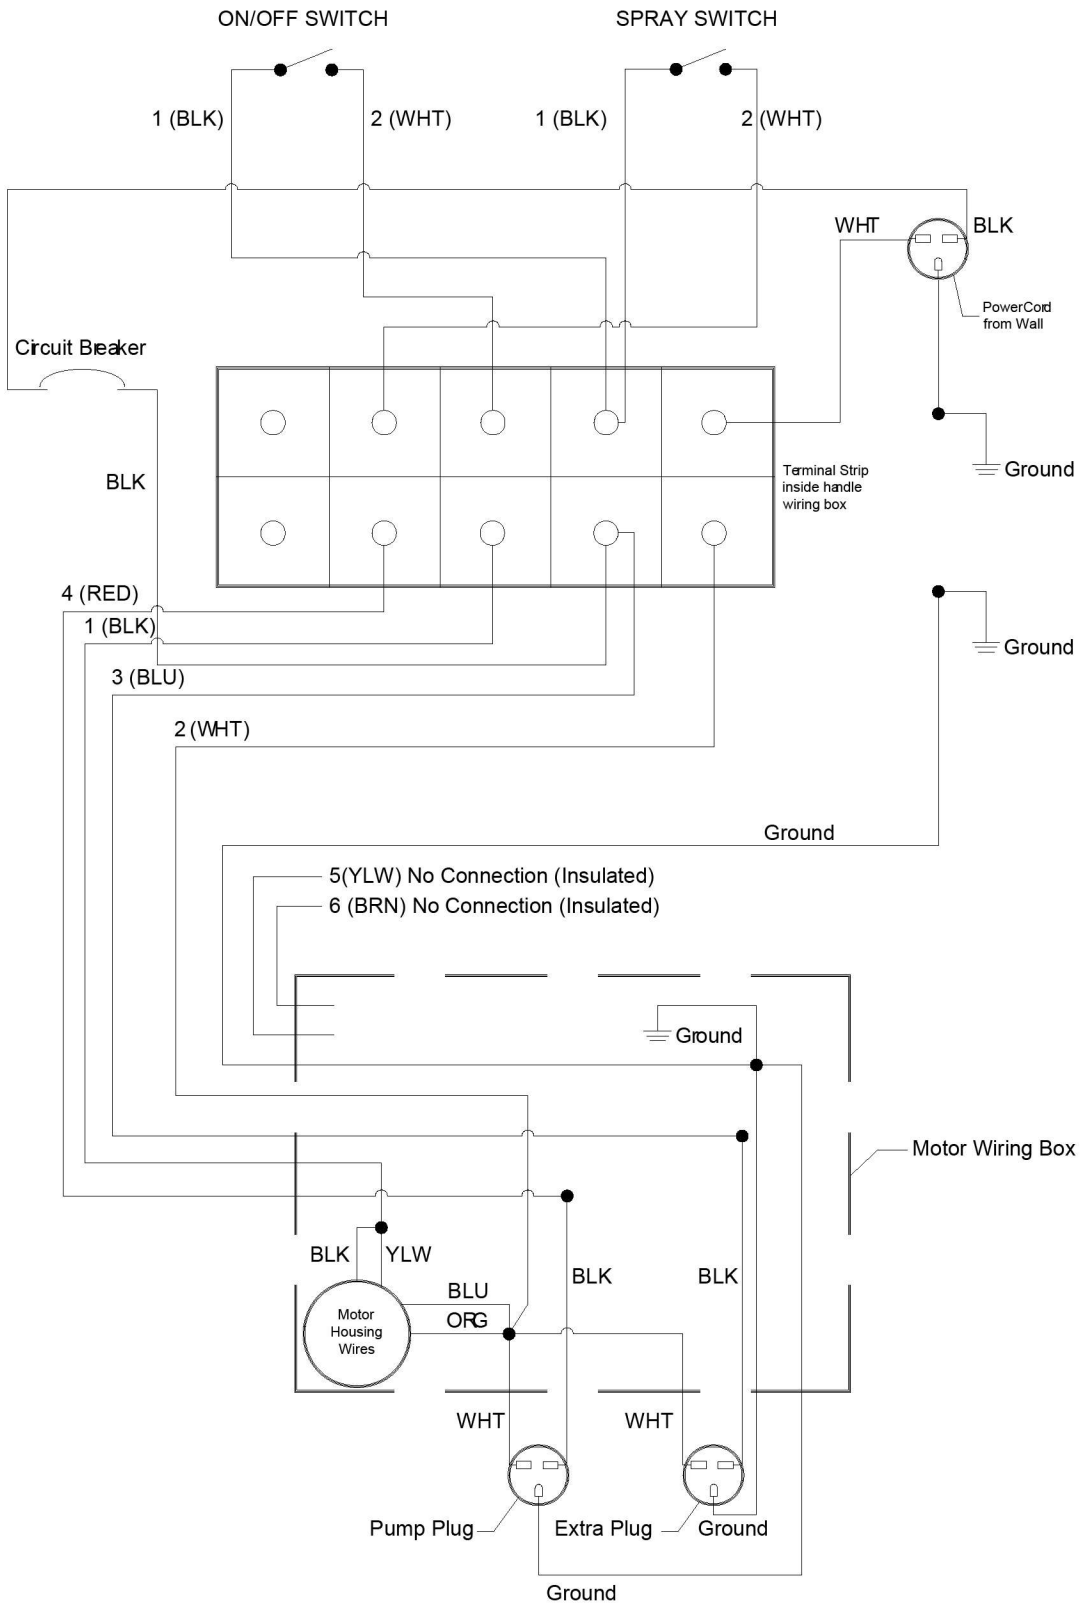 ON/OFF SWITCH
SPRAY SWITCH
1 (BLK)
2 (WHT)
1 (BLK)
2 (WHT)
WHT
BLK
Power Cord
from Wall
Circuit Breaker
BLK
Terminal Strip
inside handle
wiring box
Ground
4 (RED)
1 (BLK)
Ground
3 (BLU)
2 (WHT)
Ground
5(YLW) No Connection (Insulated)
6 (BRN) No Connection (Insulated)
Ground
Motor Wiring Box
BLK
YLW
BLU
ORG
BLK
BLK
Motor
Housing
Wires
WHT
WHT
Pump Plug
Extra Plug
Ground
Ground